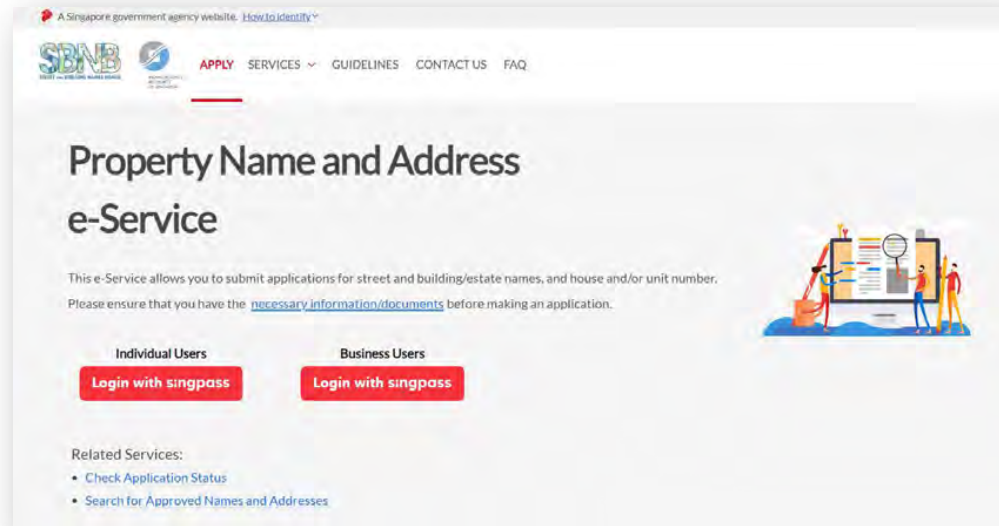 A Singapore government agency website. How to identify
SBNB
APPLY SERVICES GUIDELINES CONTACT US FAQ
Property Name and Address
e-Service
This e-Service allows you to submit applications for street and building/estate names, and house and/or unit number.
Please ensure that you have the necessary information/documents before making an application.
Individual Users Business Users
Login with singpass Login with singpass
Related Services:
• Check Application Status
• Search for Approved Names and Addresses